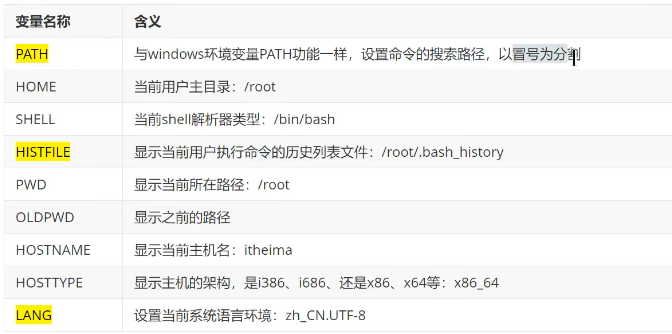 变量名称 含义
PATH 与windows环境变量PATH功能一样，设置命令的搜索路径，以冒号为分割
HOME 当前用户主目录：/root
SHELL 当前shell解析器类型：/bin/bash
HISTFILE 显示当前用户执行命令的历史列表文件：/root/.bash_history
PWD 显示当前所在路径：/root
OLDPWD 显示之前的路径
HOSTNAME 显示当前主机名：itheima
HOSTTYPE 显示主机的架构，是i386、i686、还是x86、x64等：x86_64
LANG 设置当前系统语言环境：zh_CN.UTF-8